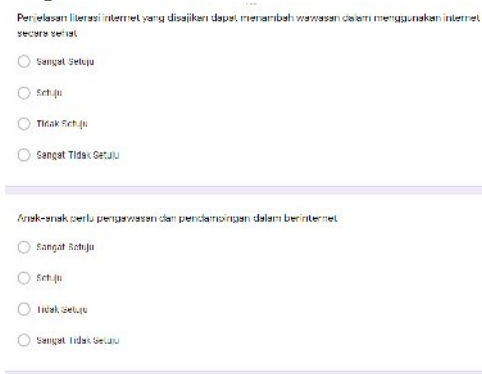 Penjelasan literasi internet yang disajikan dapat menambah wawasan dalam menggunakan internet
secara sehat
Sangat Setuju
Setuju
Tidak Setuju
Sangat Tidak Setuju
Anak-anak perlu pengawasan dan pendampingan dalam berinternet
Sangat Setuju
Setuju
Tidak Setuju
Sangat Tidak Setuju